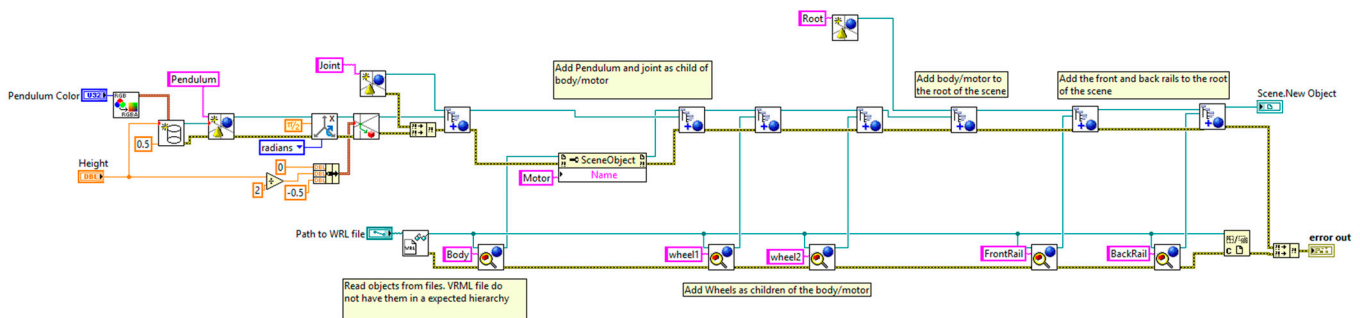 Root
Joint
Add Pendulum and joint as child of
body/motor
Add body/motor to
the root of the scene
Add the front and back rails to the root
of the scene
Scene.New Object
Pendulum
Pendulum Color
U32
RGB
RGBA
π/2
X
radians
0.5
Height
DBL
2
0
-0.5
SceneObject
Motor
Name
Path to WRL file
WRL
Body
wheel1
wheel2
FrontRail
BackRail
C
error out
Read objects from files. VRML file do
not have them in a expected hierarchy
Add Wheels as children of the body/motor